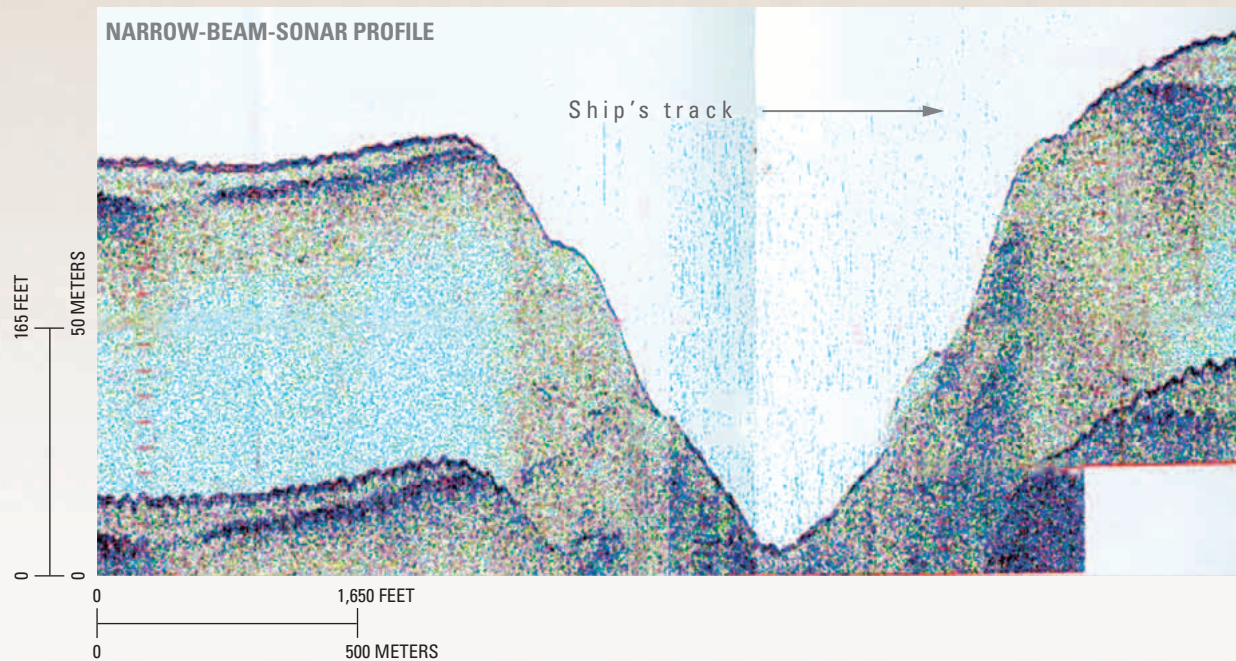 NARROW-BEAM-SONAR PROFILE
Ship's track
165 FEET
50 METERS
0
0
0
1,650 FEET
0
500 METERS